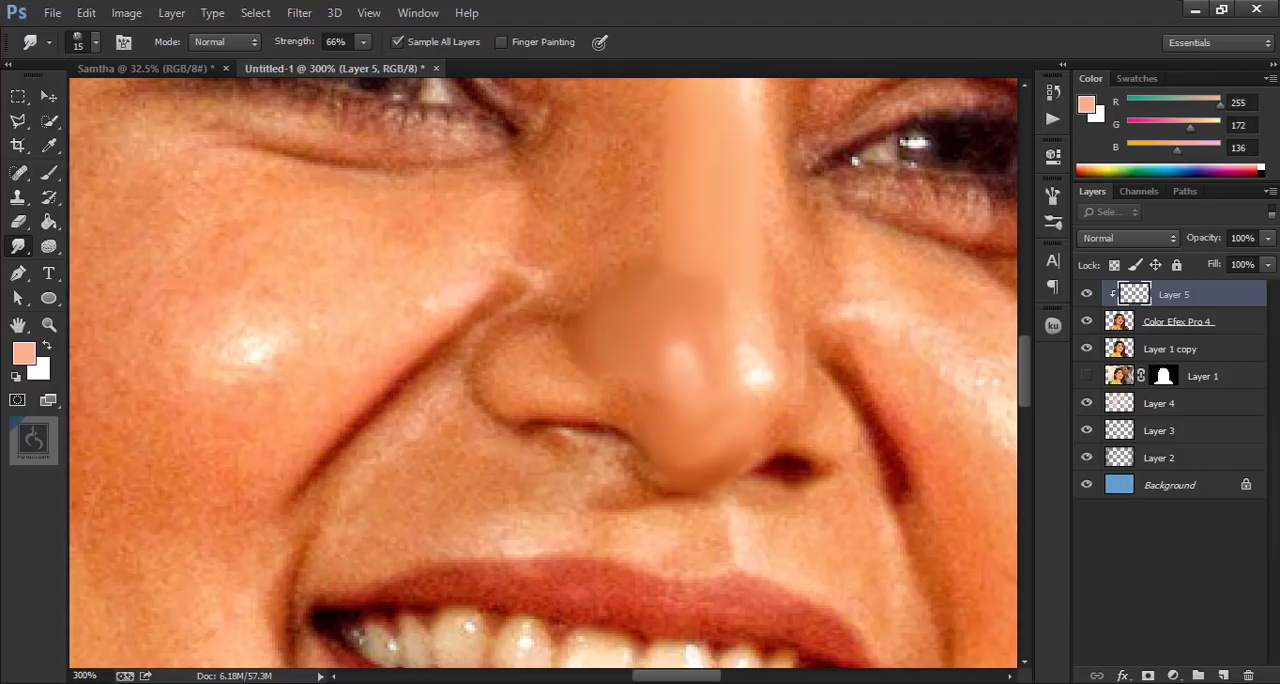 Ps File Edit Image Layer Type Select Filter 3D View Window Help
15 Mode: Normal Strength: 66% Sample All Layers Finger Painting Essentials
Samtha @ 32.5% (RGB/8#) * × Untitled-1 @ 300% (Layer 5, RGB/8) * ×
Color Swatches
R 255
G 172
B 136
Layers Channels Paths
Sele...
Normal Opacity: 100%
Lock: Fill: 100%
Layer 5
Color Efex Pro 4
Layer 1 copy
Layer 1
Layer 4
Layer 3
Layer 2
Background
T
A
ku
300% Doc: 6.18M/57.3M
fx